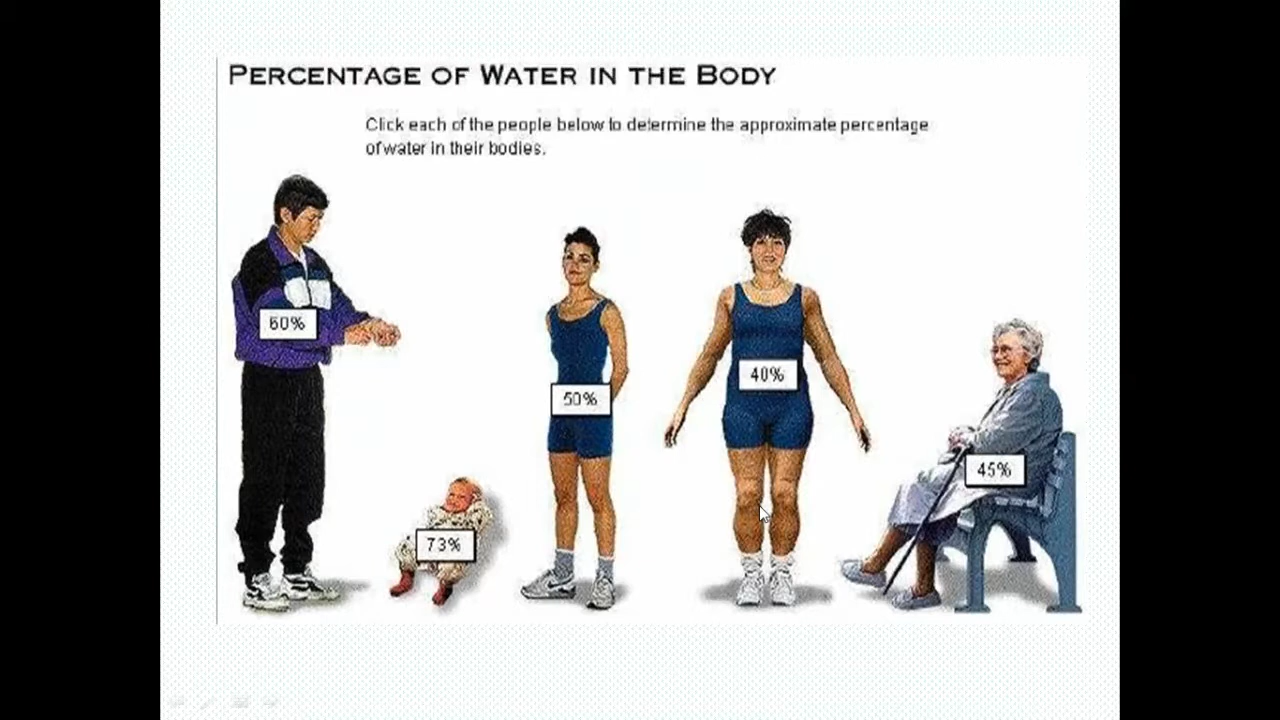 PERCENTAGE OF WATER IN THE BODY
Click each of the people below to determine the approximate percentage
of water in their bodies.
60%
73%
50%
40%
45%